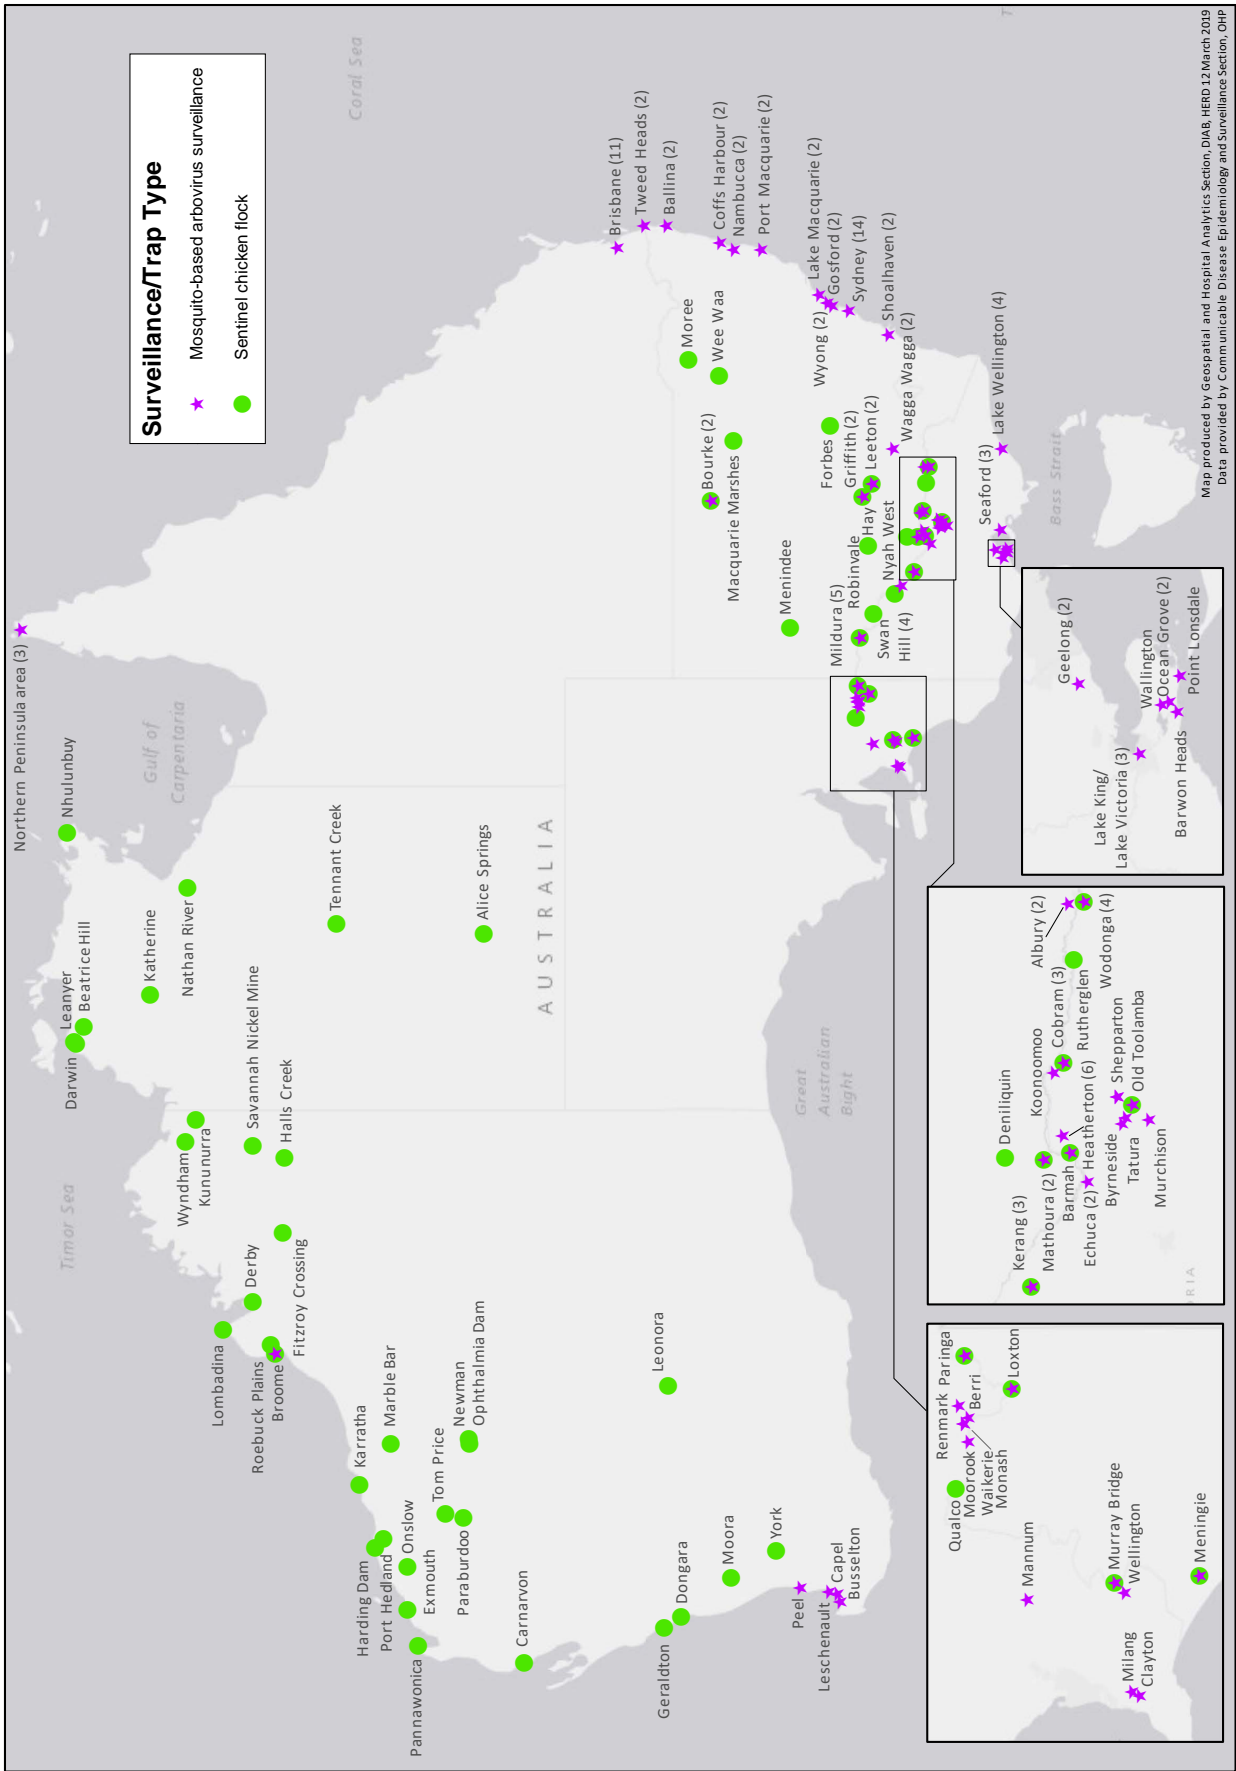 Surveillance/Trap Type
Mosquito-based arbovirus surveillance
Sentinel chicken flock
Coral Sea
Timor Sea
Gulf of
Carpentaria
Great
Australian
Bight
Bass Strait
AUSTRALIA
Northern Peninsula area (3)
Nhulunbuy
Darwin
Leanyer
Beatrice Hill
Katherine
Nathan River
Tennant Creek
Alice Springs
Wyndham
Kununurra
Savannah Nickel Mine
Halls Creek
Fitzroy Crossing
Derby
Lombadina
Roebuck Plains
Broome
Karratha
Marble Bar
Harding Dam
Port Hedland
Onslow
Exmouth
Pannawonica
Tom Price
Paraburdoo
Newman
Ophthalmia Dam
Carnarvon
Leonora
Geraldton
Dongara
Moora
York
Peel
Leschenault
Capel
Busselton
Brisbane (11)
Tweed Heads (2)
Ballina (2)
Coffs Harbour (2)
Nambucca (2)
Port Macquarie (2)
Lake Macquarie (2)
Gosford (2)
Wyong (2)
Sydney (14)
Shoalhaven (2)
Wagga Wagga (2)
Lake Wellington (4)
Seaford (3)
Moree
Wee Waa
Bourke (2)
Macquarie Marshes
Menindee
Forbes
Griffith (2)
Leeton (2)
Hay
Nyah West
Robinvale
Mildura (5)
Swan
Hill (4)
Renmark
Paringa
Berri
Loxton
Qualco
Moorook
Waikerie
Monash
Mannum
Murray Bridge
Wellington
Meningie
Milang
Clayton
Albury (2)
Wodonga (4)
Rutherglen
Cobram (3)
Koonoomoo
Deniliquin
Shepparton
Old Toolamba
Heatherton (6)
Byrneside
Tatura
Murchison
Kerang (3)
Mathoura (2)
Barmah
Echuca (2)
RIA
Geelong (2)
Wallington
Ocean Grove (2)
Point Lonsdale
Lake King/
Lake Victoria (3)
Barwon Heads
T
Map produced by Geospatial and Hospital Analytics Section, DIAB, HERD 12 March 2019
Data provided by Communicable Disease Epidemiology and Surveillance Section, OHP